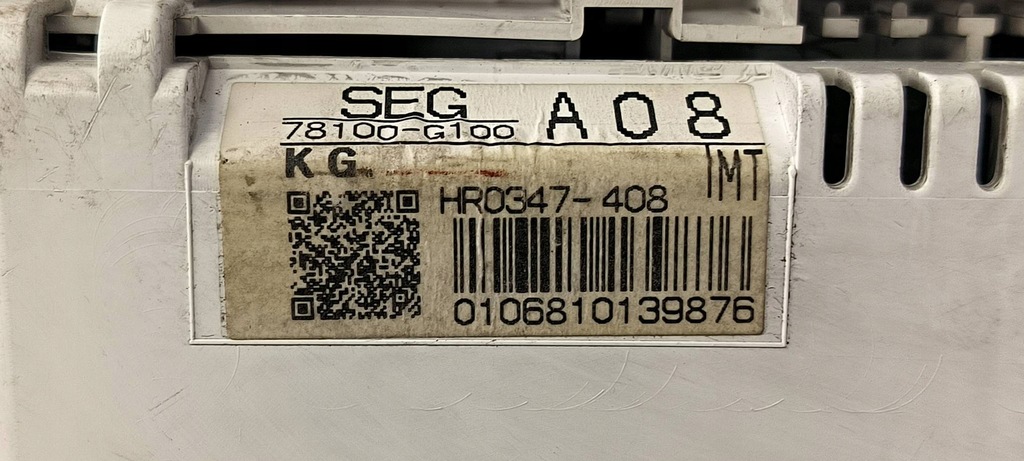 SEG A08
78100-G100
KG MT
HR0347-408
0106810139876